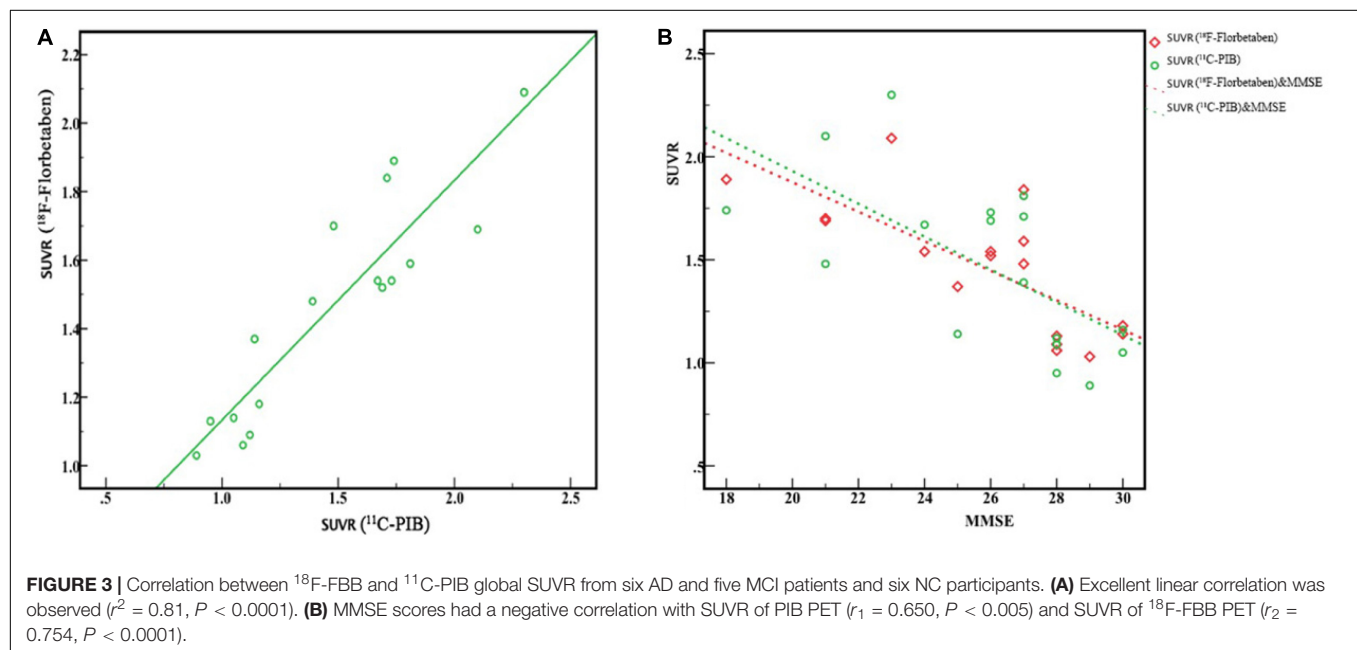 A
B
SUVR (¹⁸F-Florbetaben)
2.2
2.0
1.8
1.6
1.4
1.2
1.0
.5
1.0
1.5
2.0
2.5
SUVR (¹¹C-PIB)
SUVR
2.5
2.0
1.5
1.0
.5
18
20
22
24
26
28
30
MMSE
SUVR (¹⁸F-Florbetaben)
SUVR (¹¹C-PIB)
SUVR (¹⁸F-Florbetaben)&MMSE
SUVR (¹¹C-PIB)&MMSE
FIGURE 3 | Correlation between ¹⁸F-FBB and ¹¹C-PIB global SUVR from six AD and five MCI patients and six NC participants. (A) Excellent linear correlation was
observed (r² = 0.81, P < 0.0001). (B) MMSE scores had a negative correlation with SUVR of PIB PET (r₁ = 0.650, P < 0.005) and SUVR of ¹⁸F-FBB PET (r₂ =
0.754, P < 0.0001).